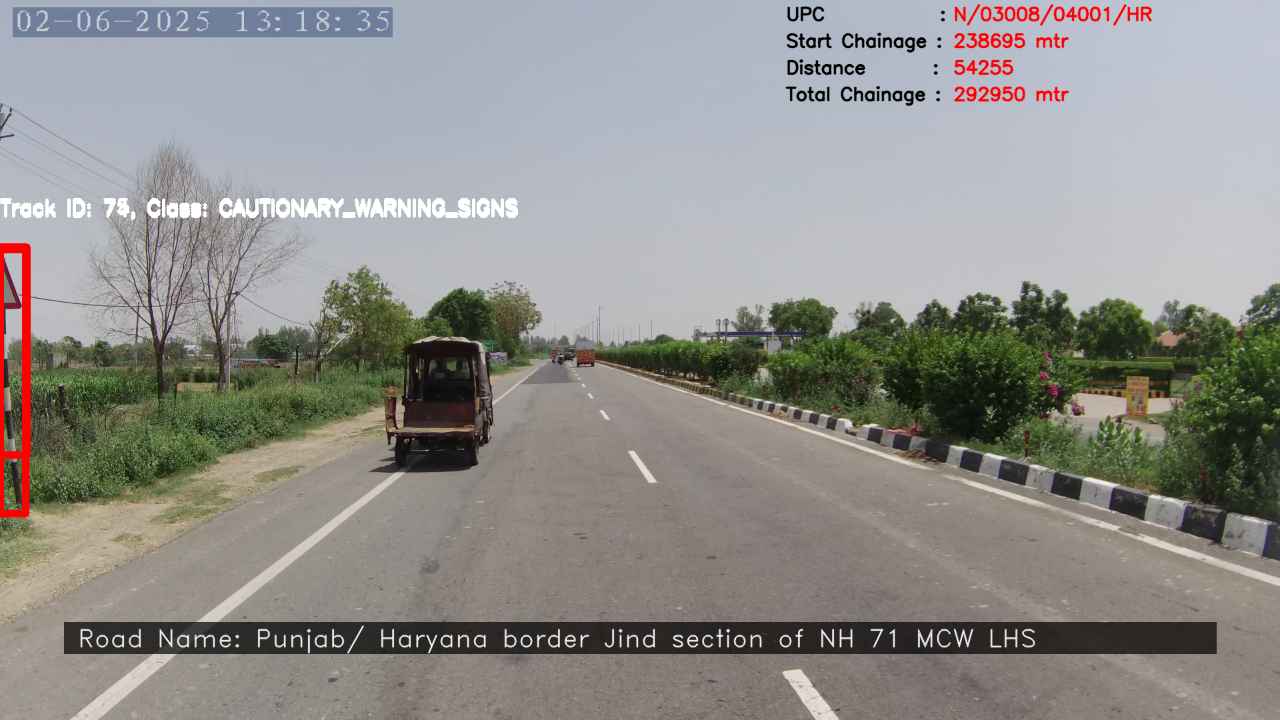 02-06-2025 13:18:35
UPC : N/03008/04001/HR
Start Chainage : 238695 mtr
Distance : 54255
Total Chainage : 292950 mtr
Track ID: 75, Class: CAUTIONARY_WARNING_SIGNS
Road Name: Punjab/ Haryana border Jind section of NH 71 MCW LHS